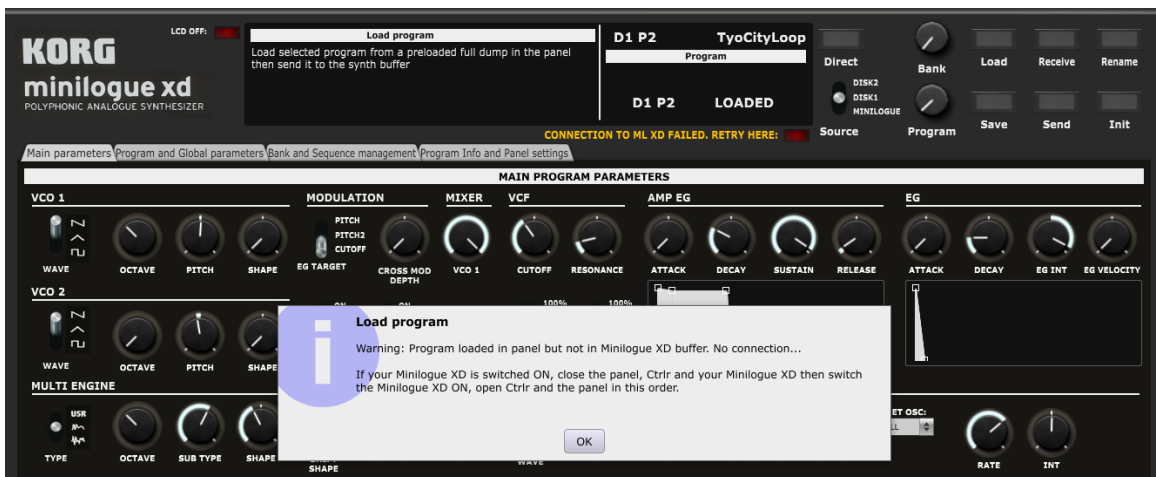 KORG
minilogue xd
POLYPHONIC ANALOGUE SYNTHESIZER
LCD OFF:
Load program
Load selected program from a preloaded full dump in the panel
then send it to the synth buffer
D1 P2 TyoCityLoop
Program
D1 P2 LOADED
CONNECTION TO ML XD FAILED. RETRY HERE:
Direct
DISK2
DISK1
MINILOGUE
Source
Bank
Program
Load Receive Rename
Save Send Init
Main parameters Program and Global parameters Bank and Sequence management Program Info and Panel settings
MAIN PROGRAM PARAMETERS
VCO 1 MODULATION MIXER VCF AMP EG EG
PITCH
PITCH2
CUTOFF
WAVE OCTAVE PITCH SHAPE EG TARGET CROSS MOD DEPTH VCO 1 CUTOFF RESONANCE ATTACK DECAY SUSTAIN RELEASE ATTACK DECAY EG INT EG VELOCITY
VCO 2
ON ON 100% 100%
WAVE OCTAVE PITCH SHAPE
Load program
Warning: Program loaded in panel but not in Minilogue XD buffer. No connection...
If your Minilogue XD is switched ON, close the panel, Ctrlr and your Minilogue XD then switch
the Minilogue XD ON, open Ctrlr and the panel in this order.
OK
MULTI ENGINE
USR
ET OSC:
LL
TYPE OCTAVE SUB TYPE SHAPE
SHAPE
WAVE
RATE INT